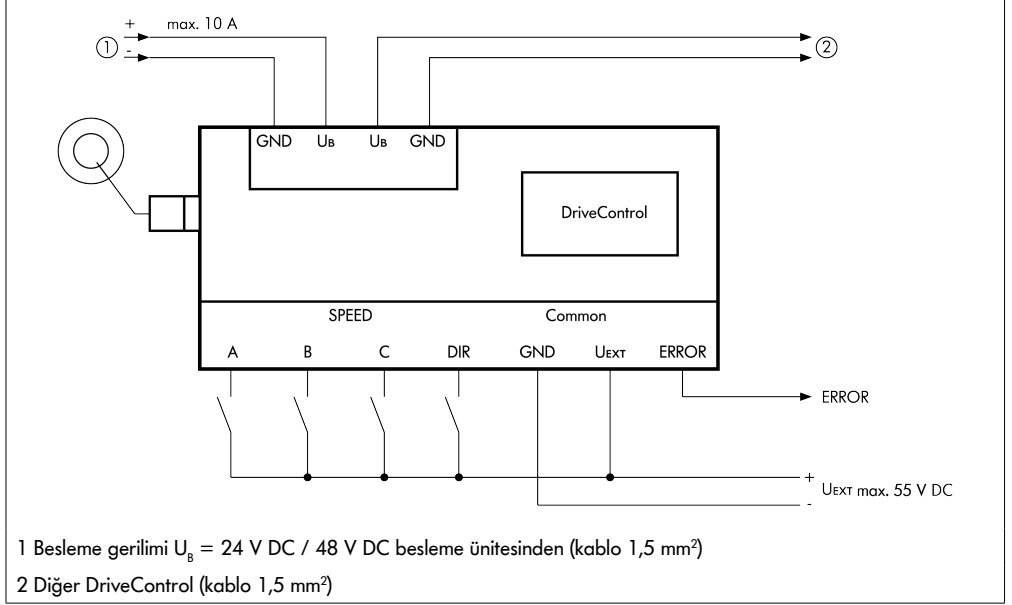 + max. 10 A
1
-
2
GND UB UB GND
DriveControl
SPEED Common
A B C DIR GND UEXT ERROR
ERROR
+
UEXT max. 55 V DC
-
1 Besleme gerilimi UB = 24 V DC / 48 V DC besleme ünitesinden (kablo 1,5 mm²)
2 Diğer DriveControl (kablo 1,5 mm²)